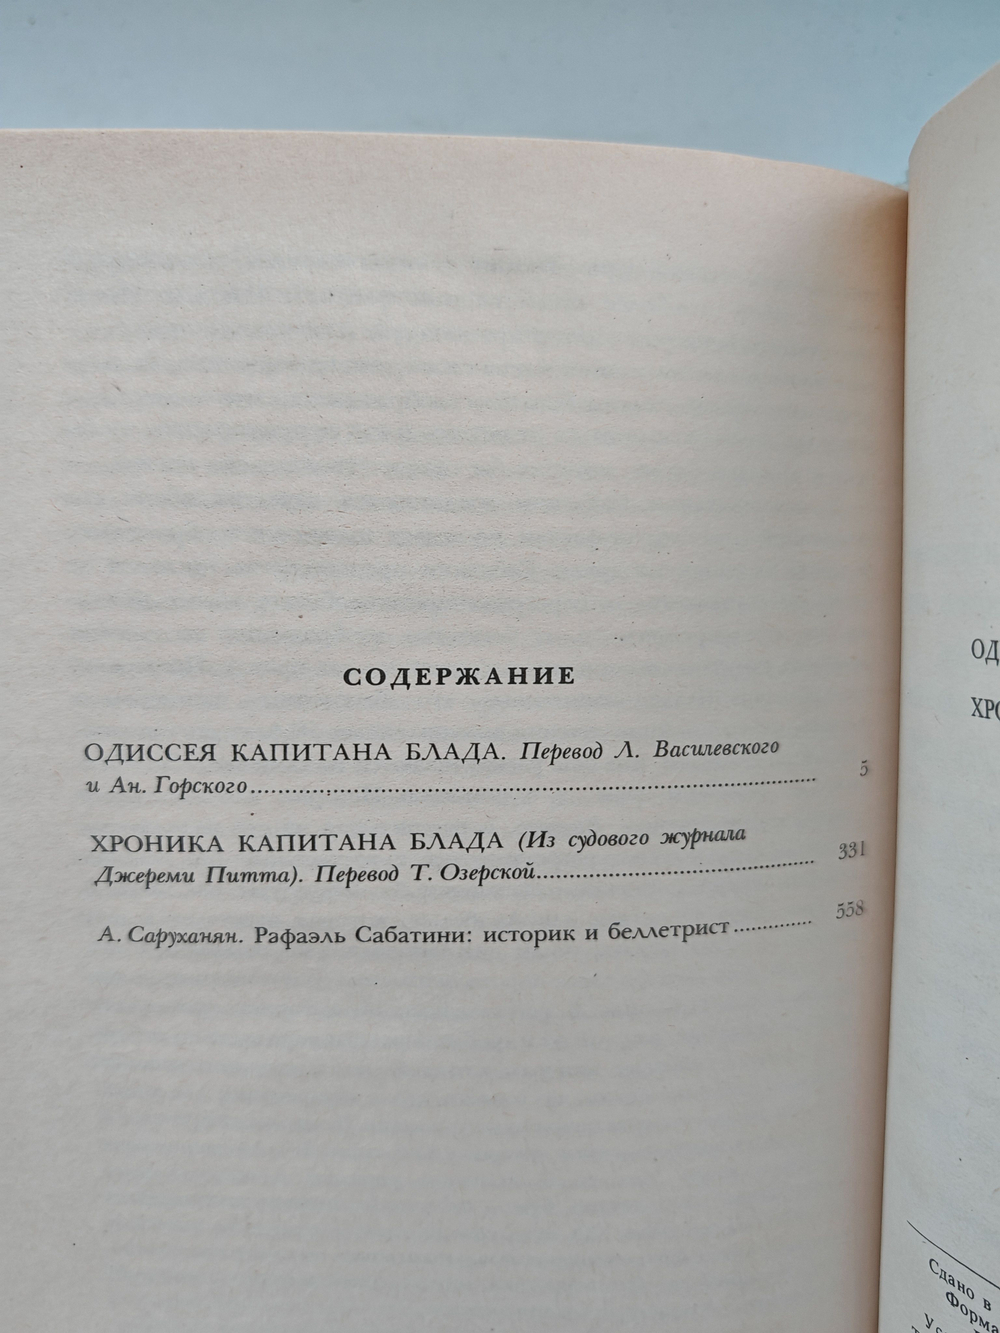 СОДЕРЖАНИЕ
ОДИССЕЯ КАПИТАНА БЛАДА. Перевод Л. Василевского
и Ан. Горского.......... 5
ХРОНИКА КАПИТАНА БЛАДА (Из судового журнала
Джереми Питта). Перевод Т. Озерской.......... 331
А. Саруханян. Рафаэль Сабатини: историк и беллетрист.......... 558
ОД
ХРО
Сдано в
Форма